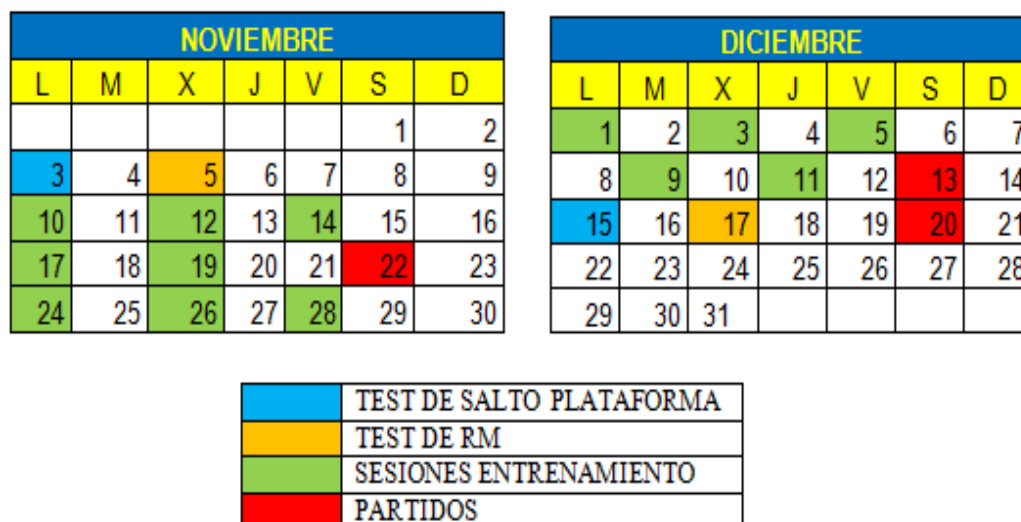 NOVIEMBRE
L M X J V S D
1 2
3 4 5 6 7 8 9
10 11 12 13 14 15 16
17 18 19 20 21 22 23
24 25 26 27 28 29 30
DICIEMBRE
L M X J V S D
1 2 3 4 5 6 7
8 9 10 11 12 13 14
15 16 17 18 19 20 21
22 23 24 25 26 27 28
29 30 31
TEST DE SALTO PLATAFORMA
TEST DE RM
SESIONES ENTRENAMIENTO
PARTIDOS